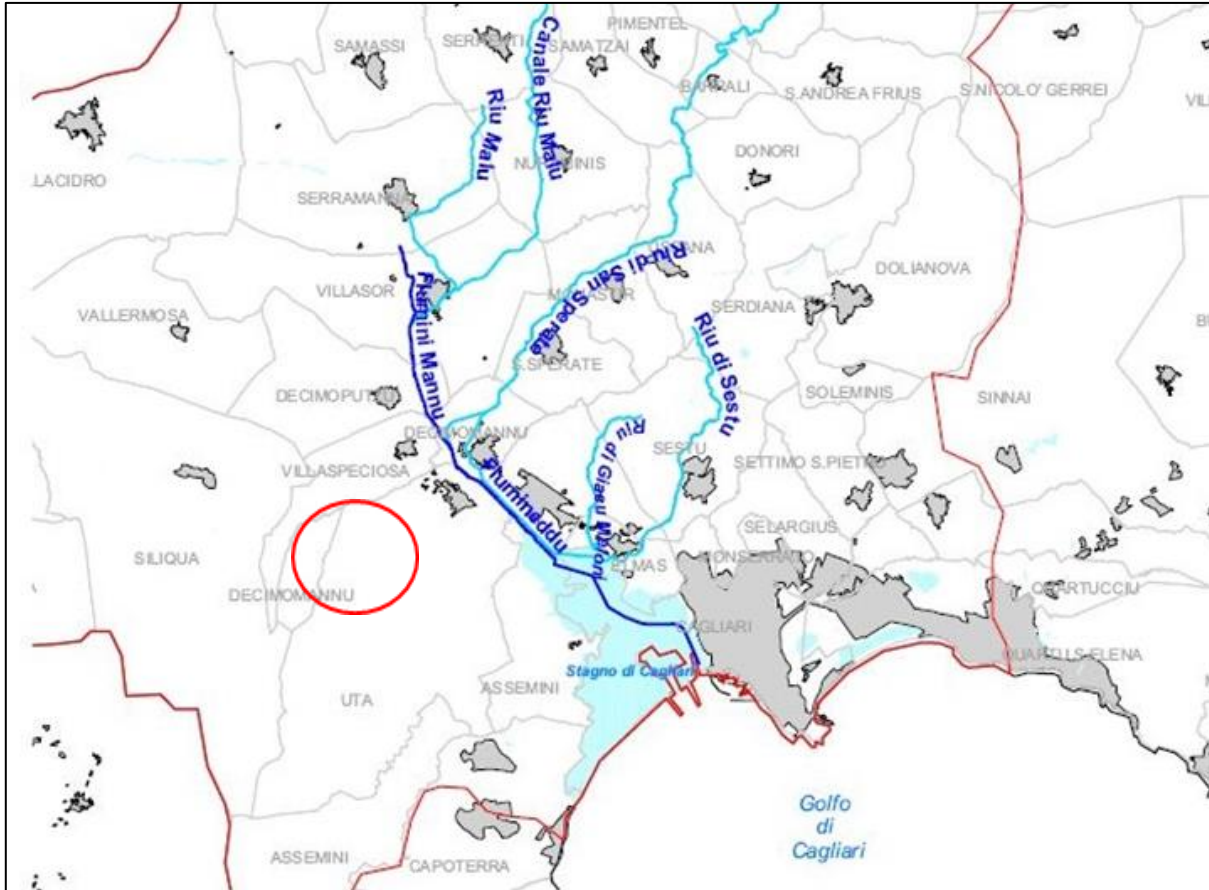 PIMENTEL
SAMASSI
SERRENTI
SAMATZAI
Canale Riu Malu
BARRALI
S.ANDREA FRIUS
S.NICOLO' GERREI
Riu Malu
DONORI
NURAMINIS
LACIDRO
SERRAMANNA
USSANA
DOLIANOVA
Riu di San Sperate
VILLASOR
MONASTIR
SERDIANA
VALLERMOSA
Flumini Mannu
Riu di Sestu
S.SPERATE
DECIMOPUTZU
SOLEMINIS
SINNAI
DECIMOMANNU
Riu di Giacu Meloni
SESTU
SETTIMO S.PIETRO
VILLASPECIOSA
Flumineddu
SELARGIUS
SILIQUA
ELMAS
MONSERRATO
QUARTUCCIU
DECIMOMANNU
CAGLIARI
QUARTU S.ELENA
Stagno di Cagliari
ASSEMINI
UTA
Golfo
di
Cagliari
ASSEMINI
CAPOTERRA